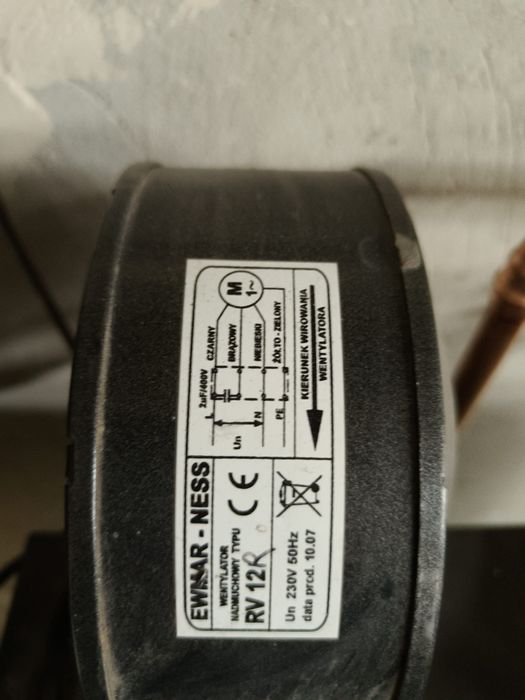 EWMAR - NESS
WENTYLATOR
NADMUCHOWY TYPU
RV 12R
CE
Un 230V 50Hz
data prod. 10.07
2uF/400V
L
Un
N
PE
CZARNY
BRĄZOWY
NIEBIESKI
ŻÓŁTO - ZIELONY
M
1~
KIERUNEK WIROWANIA
WENTYLATORA